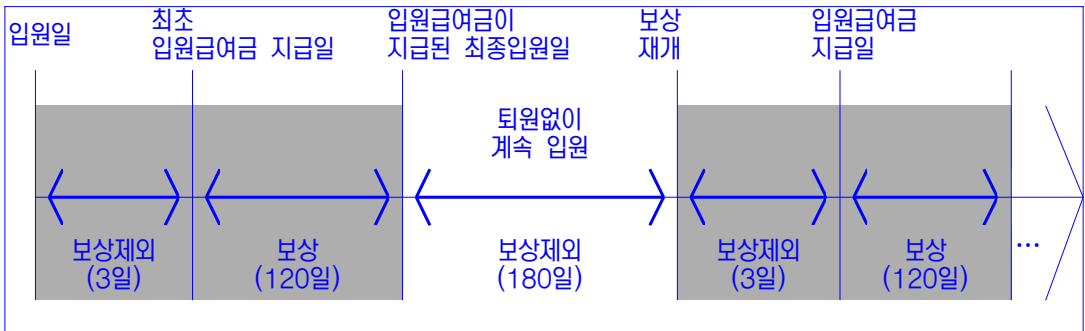 입원일
최초
입원급여금 지급일
입원급여금이
지급된 최종입원일
보상
재개
입원급여금
지급일
퇴원없이
계속 입원
보상제외
(3일)
보상
(120일)
보상제외
(180일)
보상제외
(3일)
보상
(120일)
...